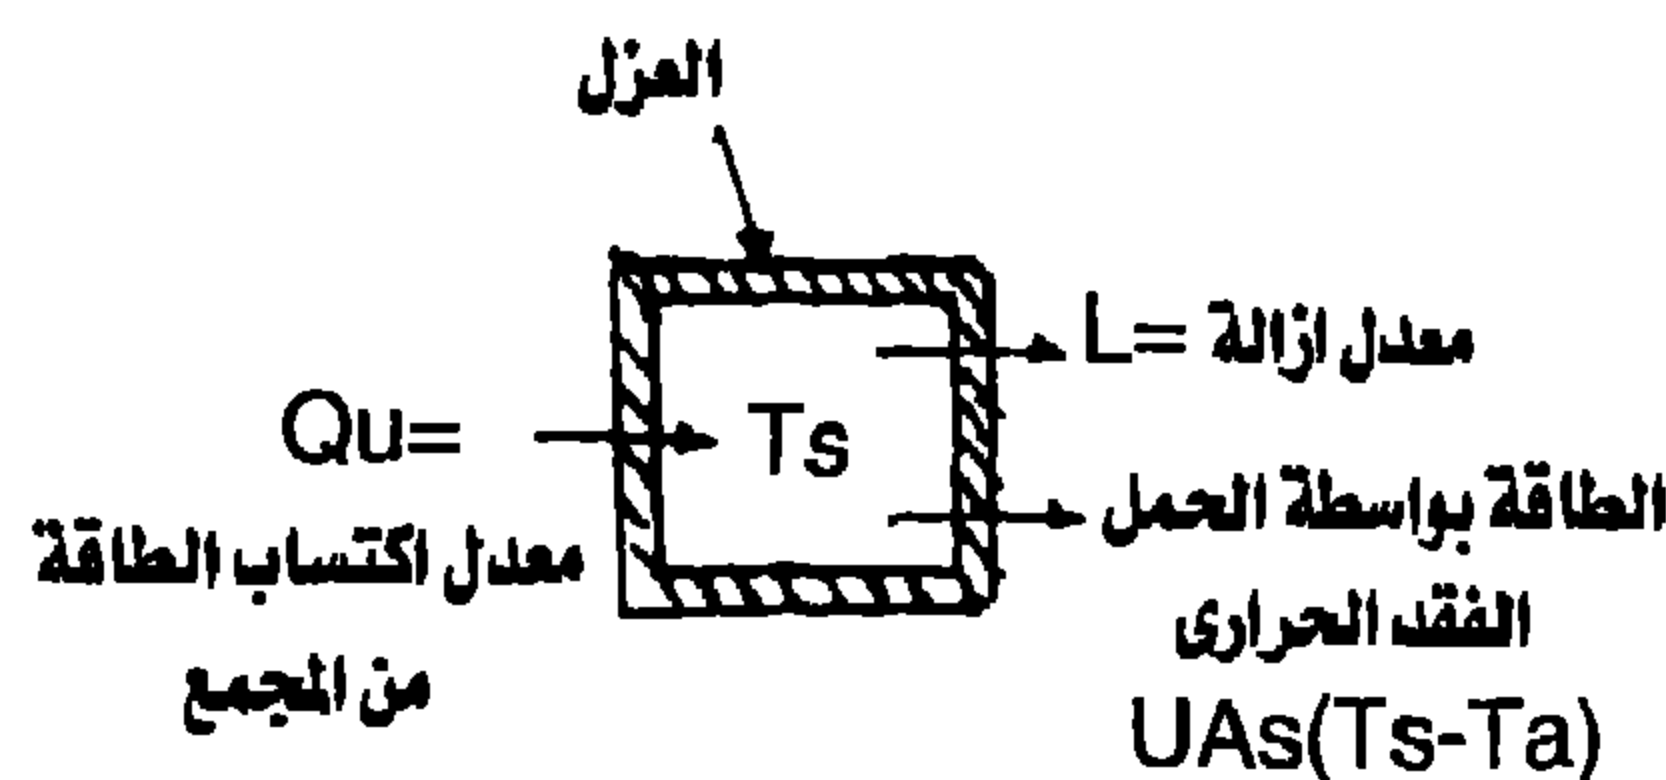 العزل
L= معدل ازالة
الطاقة بواسطة الحمل
الفقد الحرارى
UAs(Ts-Ta)
Ts
Qu=
معدل اكتساب الطاقة
من المجمع